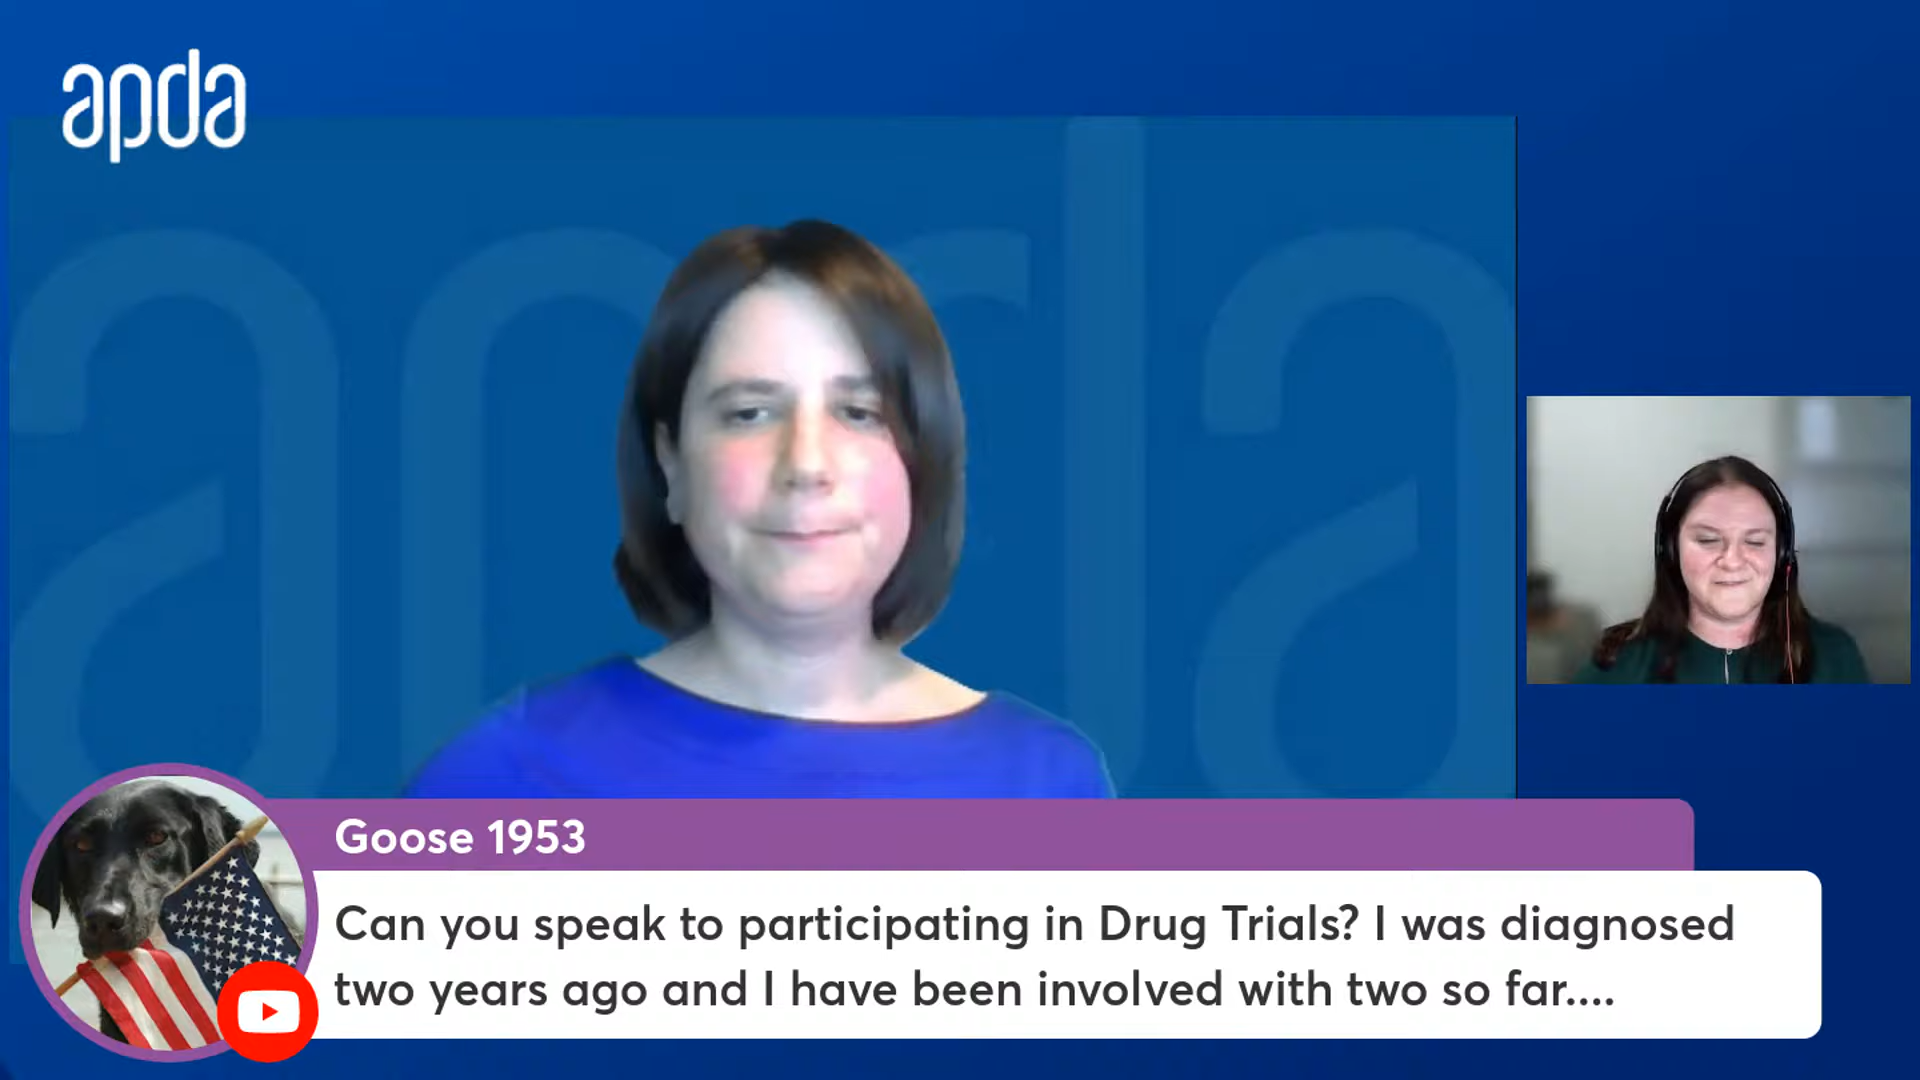 apda
apda
Goose 1953
Can you speak to participating in Drug Trials? I was diagnosed
two years ago and I have been involved with two so far....